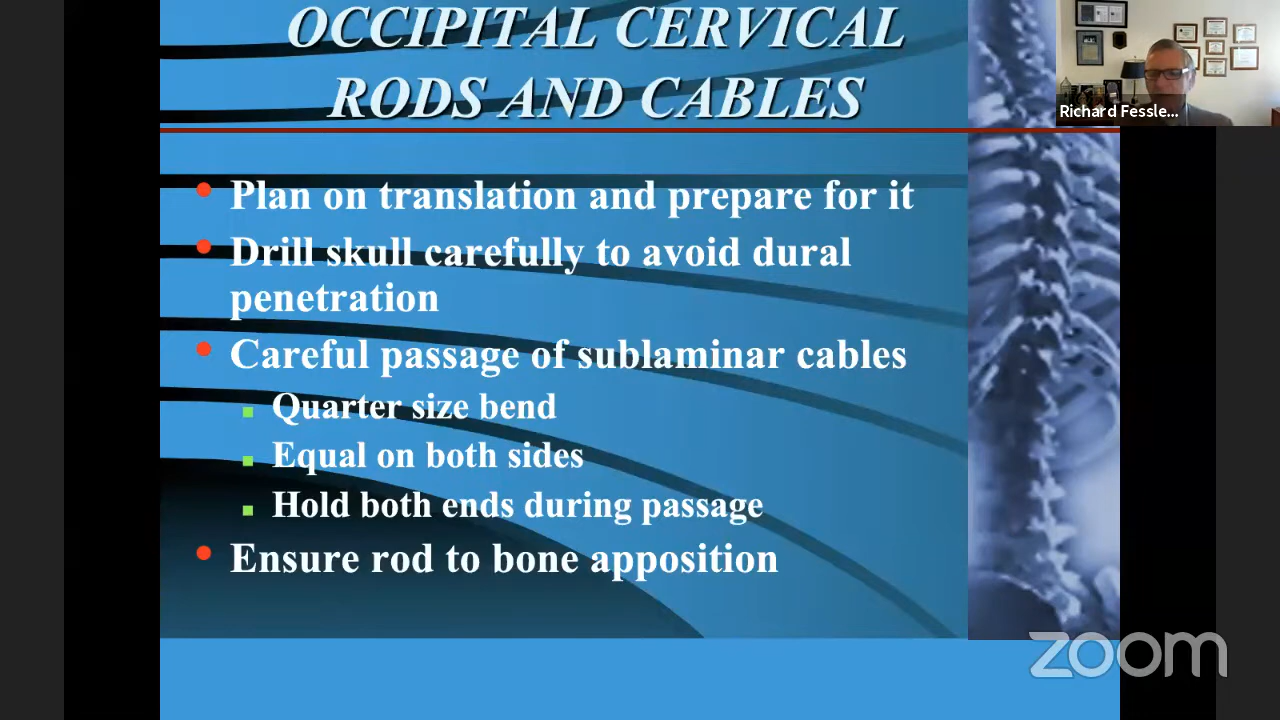 OCCIPITAL CERVICAL
RODS AND CABLES
Richard Fessle...
Plan on translation and prepare for it
Drill skull carefully to avoid dural
penetration
Careful passage of sublaminar cables
Quarter size bend
Equal on both sides
Hold both ends during passage
Ensure rod to bone apposition
zoom